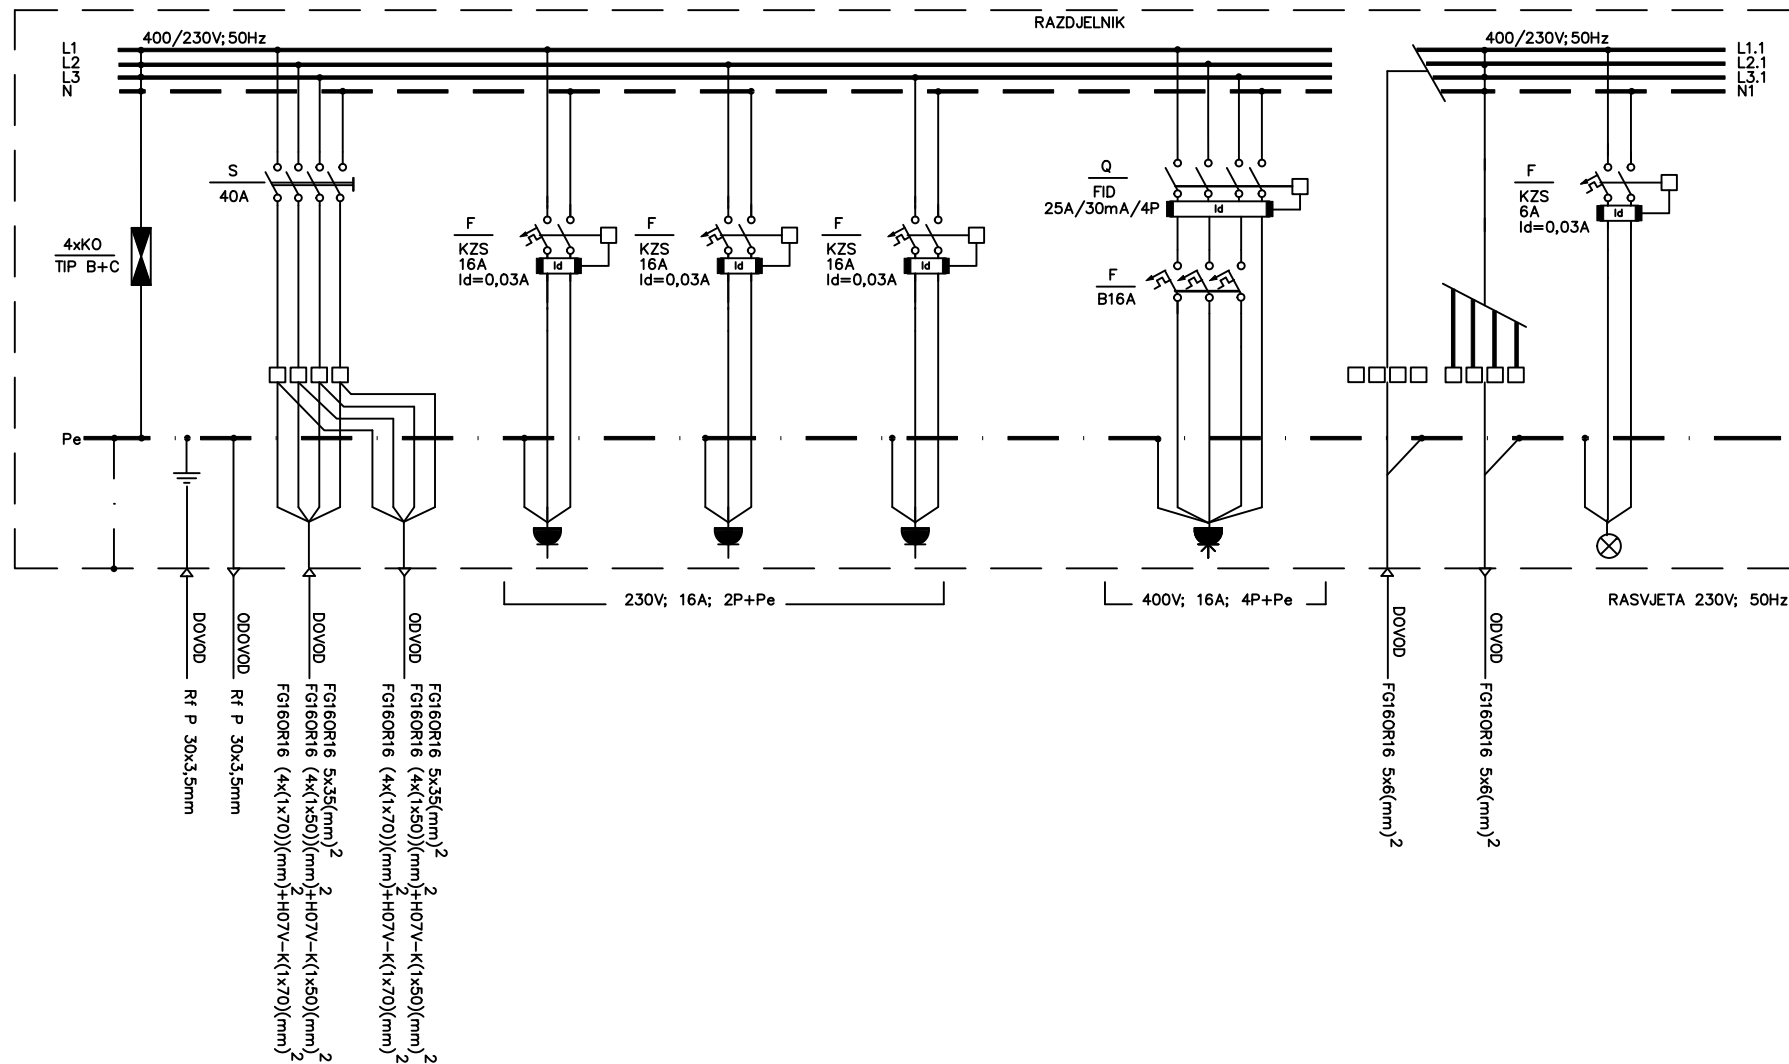 RAZDJELNIK
400/230V;50Hz
L1
L2
L3
N
400/230V;50Hz
L1.1
L2.1
L3.1
N1
S
40A
4xKO
TIP B+C
F
KZS
16A
Id=0,03A
Id
F
KZS
16A
Id=0,03A
Id
F
KZS
16A
Id=0,03A
Id
Q
FID
25A/30mA/4P
Id
F
B16A
F
KZS
6A
Id=0,03A
Id
Pe
230V; 16A; 2P+Pe
400V; 16A; 4P+Pe
RASVJETA 230V; 50Hz
DOVOD
Rf P 30x3,5mm
ODOVOD
Rf P 30x3,5mm
DOVOD
FG16OR16 5x35(mm)2
FG16OR16 (4x(1x50))(mm)2+H07V-K(1x50)(mm)2
FG16OR16 (4x(1x70))(mm)2+H07V-K(1x70)(mm)2
ODVOD
FG16OR16 5x35(mm)2
FG16OR16 (4x(1x50))(mm)2+H07V-K(1x50)(mm)2
FG16OR16 (4x(1x70))(mm)2+H07V-K(1x70)(mm)2
DOVOD
FG16OR16 5x6(mm)2
ODVOD
FG16OR16 5x6(mm)2